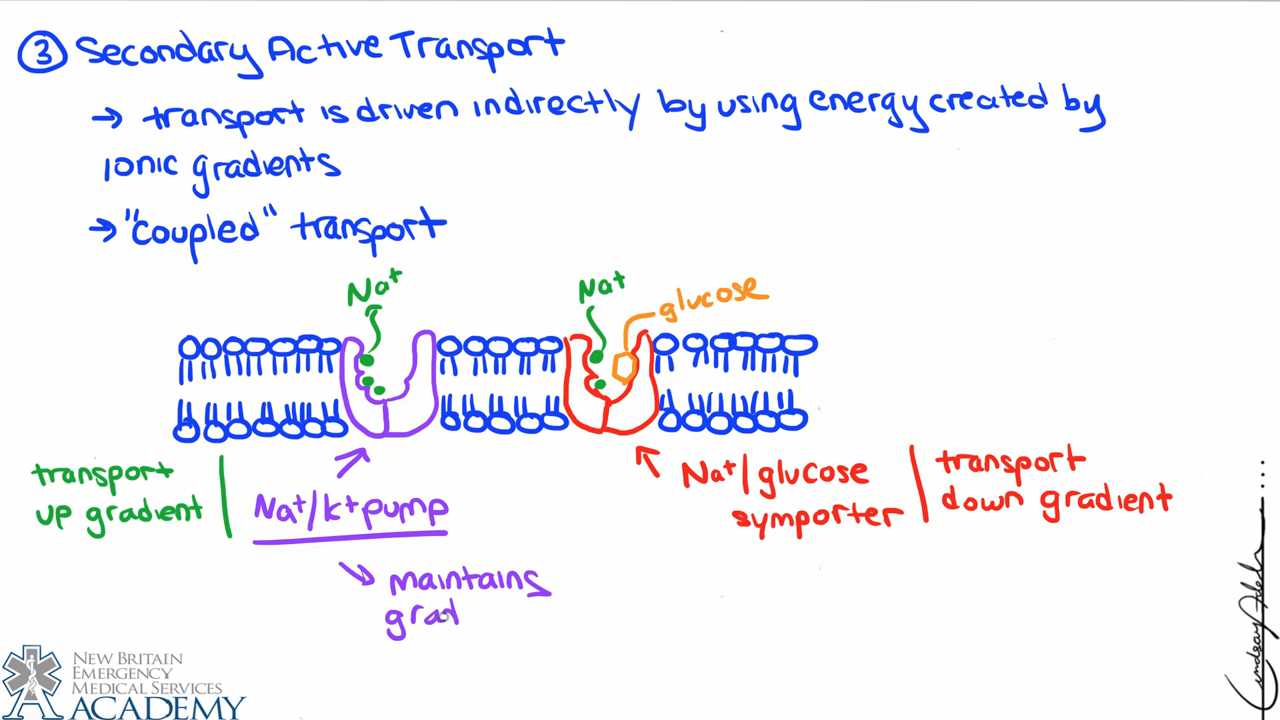 ③ Secondary Active Transport
→ transport is driven indirectly by using energy created by
ionic gradients
→ "coupled" transport
Na⁺
Na⁺
glucose
transport
up gradient
Na⁺/k⁺ pump
maintains
grad
Na⁺/glucose
symporter
transport
down gradient
NEW BRITAIN
EMERGENCY
MEDICAL SERVICES
ACADEMY